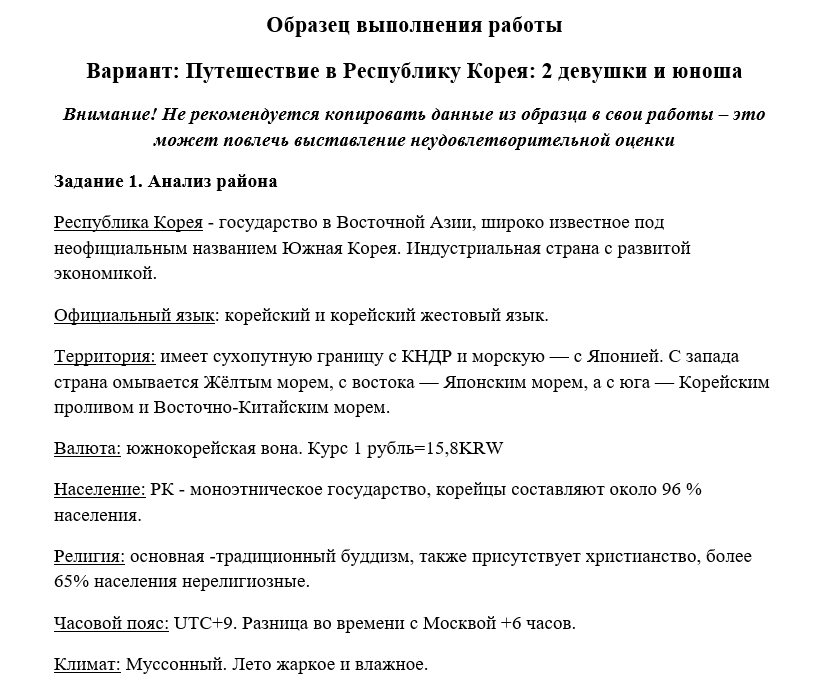 Образец выполнения работы
Вариант: Путешествие в Республику Корея: 2 девушки и юноша
Внимание! Не рекомендуется копировать данные из образца в свои работы – это
может повлечь выставление неудовлетворительной оценки
Задание 1. Анализ района
Республика Корея - государство в Восточной Азии, широко известное под
неофициальным названием Южная Корея. Индустриальная страна с развитой
экономикой.
Официальный язык: корейский и корейский жестовый язык.
Территория: имеет сухопутную границу с КНДР и морскую — с Японией. С запада
страна омывается Жёлтым морем, с востока — Японским морем, а с юга — Корейским
проливом и Восточно-Китайским морем.
Валюта: южнокорейская вона. Курс 1 рубль=15,8KRW
Население: РК - моноэтническое государство, корейцы составляют около 96 %
населения.
Религия: основная -традиционный буддизм, также присутствует христианство, более
65% населения нерелигиозные.
Часовой пояс: UTC+9. Разница во времени с Москвой +6 часов.
Климат: Муссонный. Лето жаркое и влажное.